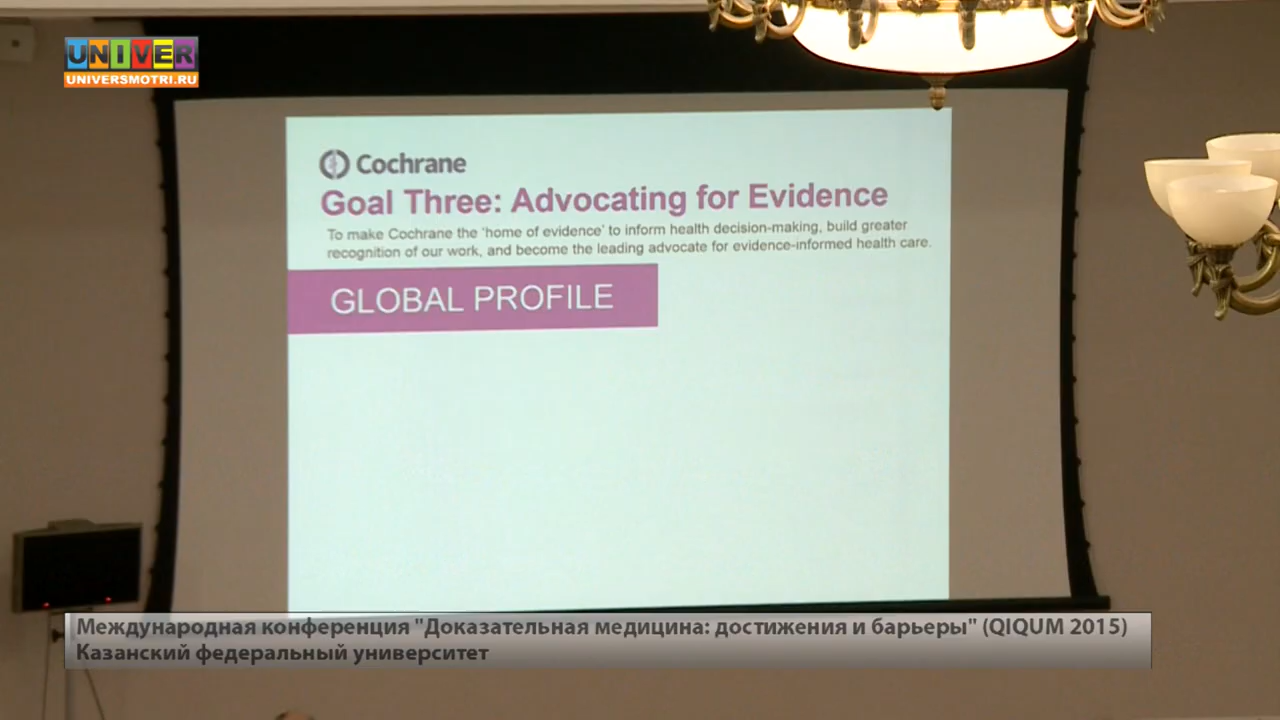 UNIVER
UNIVERSMOTRI.RU
Cochrane
Goal Three: Advocating for Evidence
To make Cochrane the 'home of evidence' to inform health decision-making, build greater
recognition of our work, and become the leading advocate for evidence-informed health care.
GLOBAL PROFILE
Международная конференция "Доказательная медицина: достижения и барьеры" (QIQUM 2015)
Казанский федеральный университет